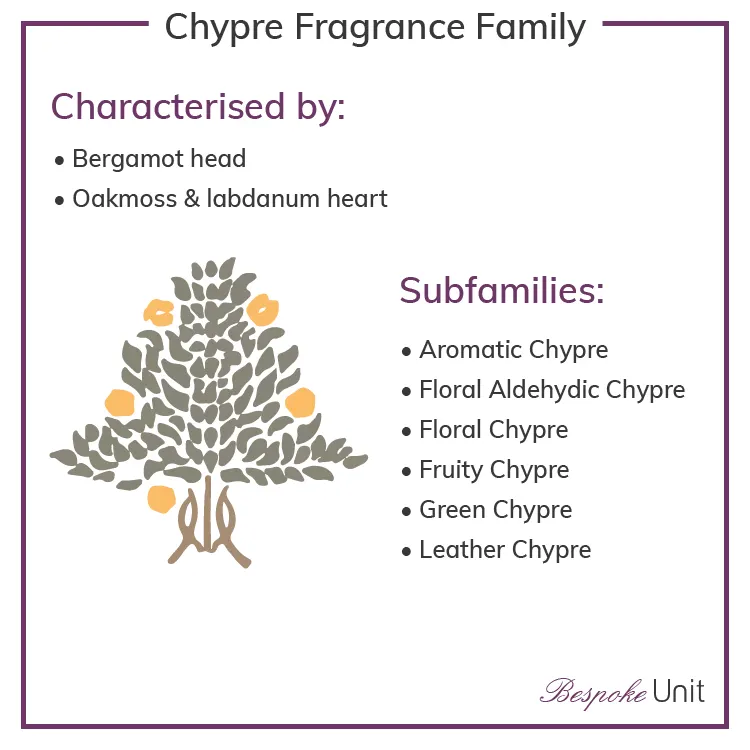 Chypre Fragrance Family
Characterised by:
• Bergamot head
• Oakmoss & labdanum heart
Subfamilies:
• Aromatic Chypre
• Floral Aldehydic Chypre
• Floral Chypre
• Fruity Chypre
• Green Chypre
• Leather Chypre
Bespoke Unit